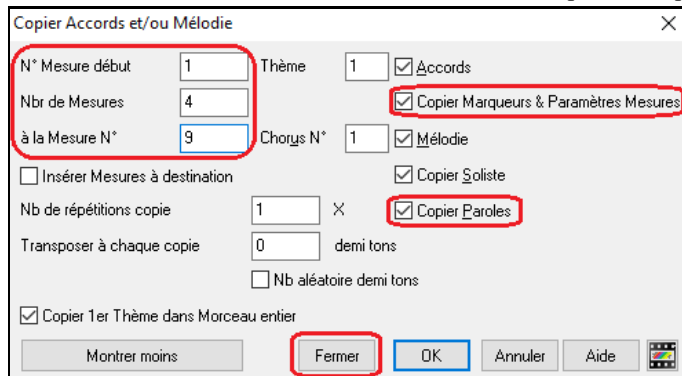 Copier Accords et/ou Mélodie
N° Mesure début 1 Thème 1 Accords
Nbr de Mesures 4 Copier Marqueurs & Paramètres Mesures
à la Mesure N° 9 Chorus N° 1 Mélodie
Insérer Mesures à destination Copier Soliste
Nb de répétitions copie 1 X Copier Paroles
Transposer à chaque copie 0 demi tons
Nb aléatoire demi tons
Copier 1er Thème dans Morceau entier
Montrer moins Fermer OK Annuler Aide